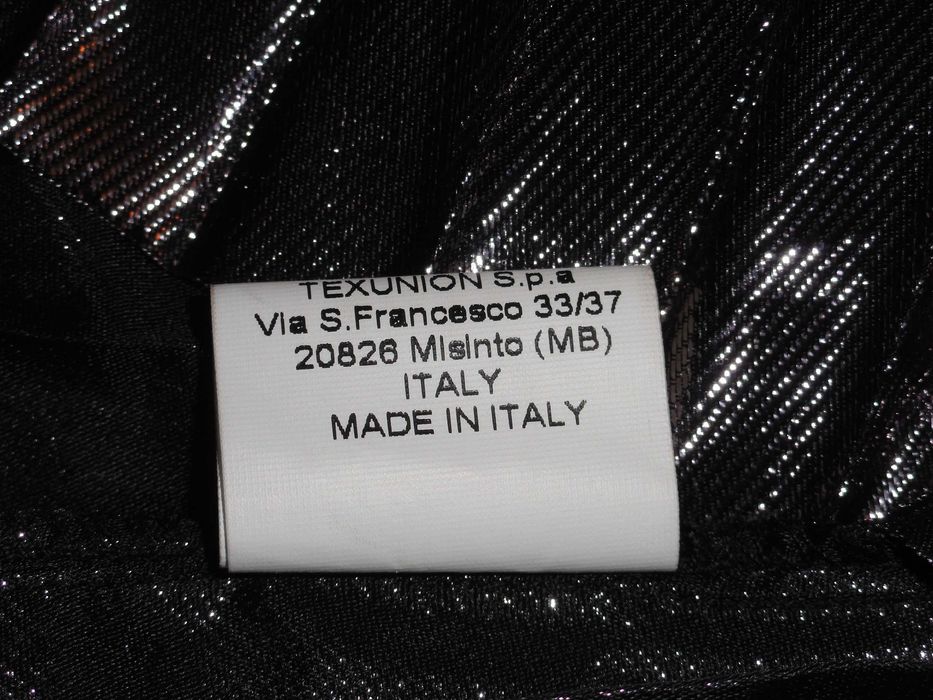 TEXUNION S.p.a
Via S.Francesco 33/37
20826 Misinto (MB)
ITALY
MADE IN ITALY